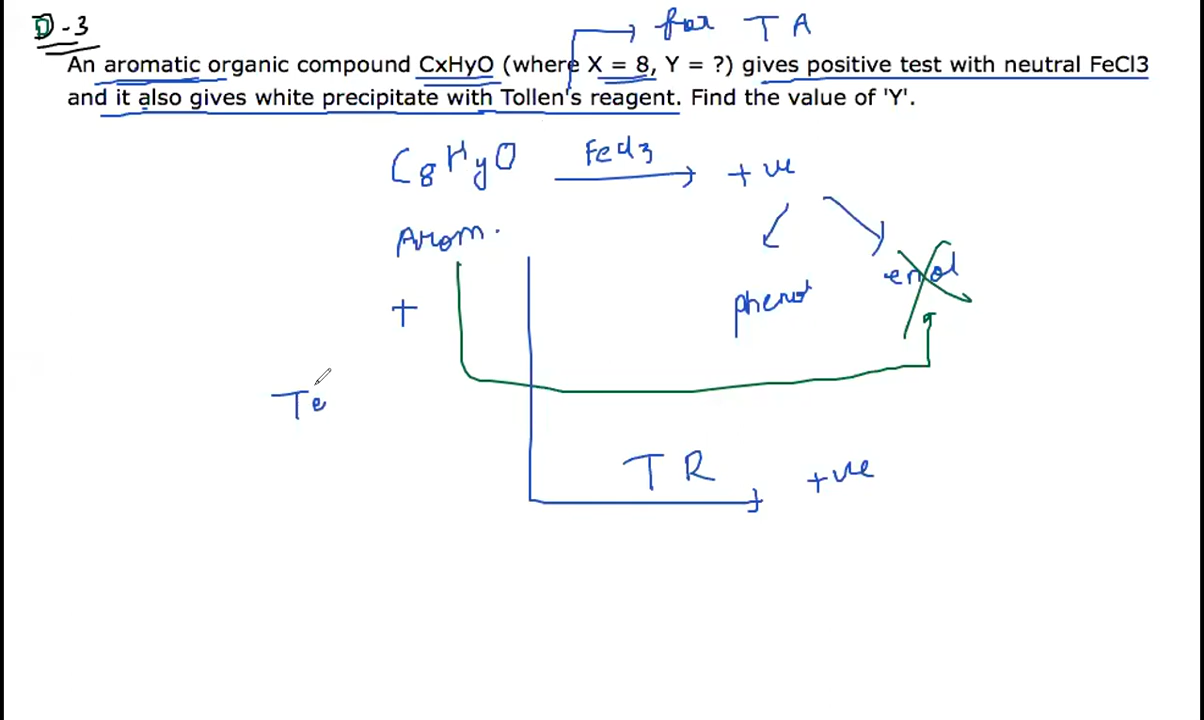 D-3
for TA
An aromatic organic compound CxHyO (where X = 8, Y = ?) gives positive test with neutral FeCl3
and it also gives white precipitate with Tollen's reagent. Find the value of 'Y'.
C8HyO FeCl3 +ve
Arom.
enol
+ phenol
Te
TR +ve